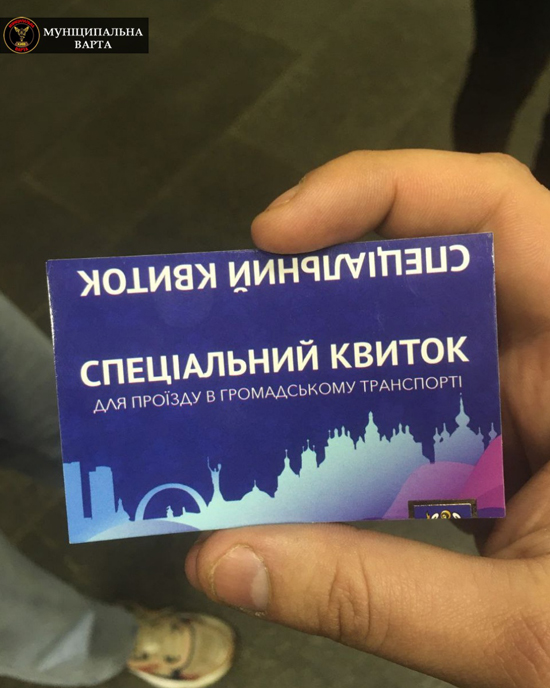 МУНІЦИПАЛЬНА
ВАРТА
СПЕЦІАЛЬНИЙ КВИТОК
СПЕЦІАЛЬНИЙ КВИТОК
ДЛЯ ПРОЇЗДУ В ГРОМАДСЬКОМУ ТРАНСПОРТІ